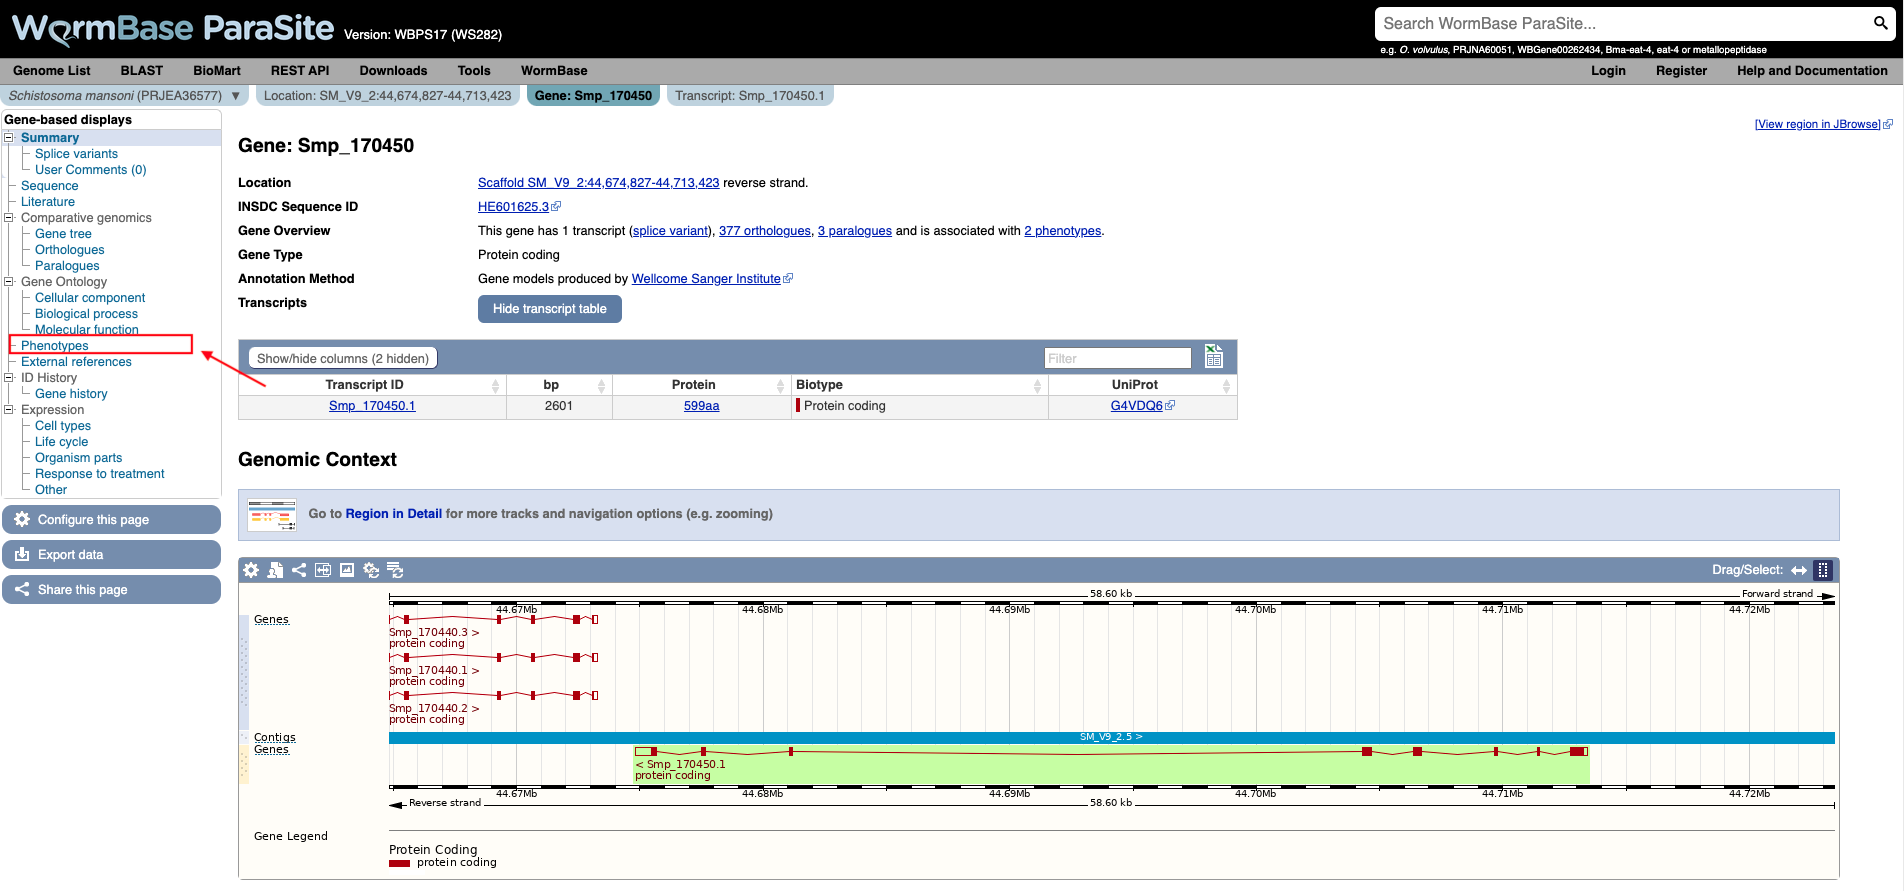 WormBase ParaSite Version: WBPS17 (WS282)
Search WormBase ParaSite...
e.g. O. volvulus, PRJNA60051, WBGene00262434, Bma-eat-4, eat-4 or metallopeptidase
Genome List BLAST BioMart REST API Downloads Tools WormBase Login Register Help and Documentation
Schistosoma mansoni (PRJEA36577) ▼ Location: SM_V9_2:44,674,827-44,713,423 Gene: Smp_170450 Transcript: Smp_170450.1
Gene-based displays
Summary
Splice variants
User Comments (0)
Sequence
Literature
Comparative genomics
Gene tree
Orthologues
Paralogues
Gene Ontology
Cellular component
Biological process
Molecular function
Phenotypes
External references
ID History
Gene history
Expression
Cell types
Life cycle
Organism parts
Response to treatment
Other
Configure this page
Export data
Share this page
[View region in JBrowse]
Gene: Smp_170450
Location Scaffold SM_V9_2:44,674,827-44,713,423 reverse strand.
INSDC Sequence ID HE601625.3
Gene Overview This gene has 1 transcript (splice variant), 377 orthologues, 3 paralogues and is associated with 2 phenotypes.
Gene Type Protein coding
Annotation Method Gene models produced by Wellcome Sanger Institute
Transcripts Hide transcript table
Show/hide columns (2 hidden) Filter
Transcript ID bp Protein Biotype UniProt
Smp_170450.1 2601 599aa Protein coding G4VDQ6
Genomic Context
Go to Region in Detail for more tracks and navigation options (e.g. zooming)
Drag/Select:
58.60 kb Forward strand
44.67Mb 44.68Mb 44.69Mb 44.70Mb 44.71Mb 44.72Mb
Genes
Smp_170440.3 >
protein coding
Smp_170440.1 >
protein coding
Smp_170440.2 >
protein coding
Contigs SM_V9_2.5 >
Genes
< Smp_170450.1
protein coding
44.67Mb 44.68Mb 44.69Mb 44.70Mb 44.71Mb 44.72Mb
Reverse strand 58.60 kb
Gene Legend
Protein Coding
protein coding